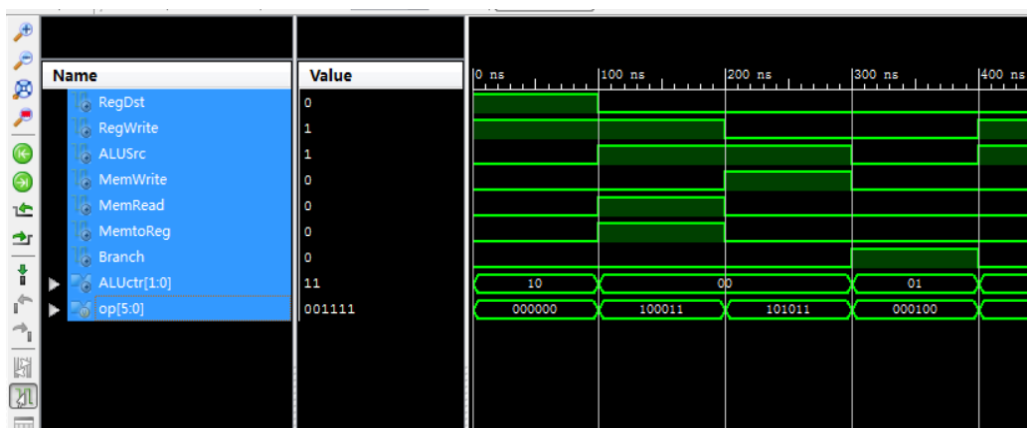 Name Value 0 ns 100 ns 200 ns 300 ns 400 ns
RegDst 0
RegWrite 1
ALUSrc 1
MemWrite 0
MemRead 0
MemtoReg 0
Branch 0
ALUctr[1:0] 11 10 00 01
op[5:0] 001111 000000 100011 101011 000100